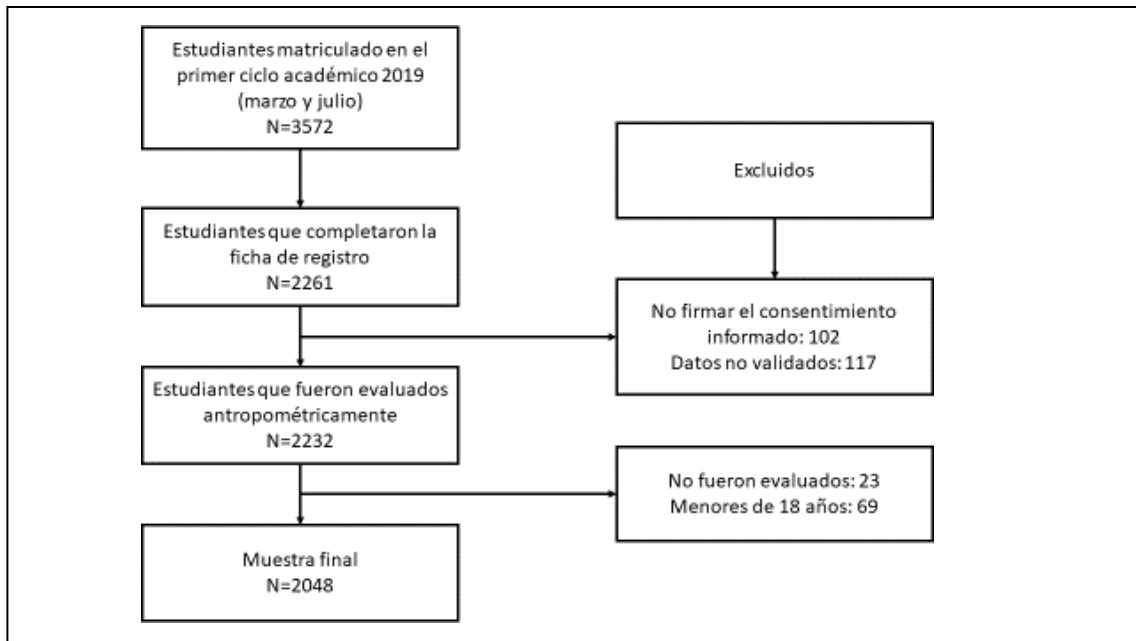 Estudiantes matriculado en el
primer ciclo académico 2019
(marzo y julio)
N=3572
Excluidos
Estudiantes que completaron la
ficha de registro
N=2261
No firmar el consentimiento
informado: 102
Datos no validados: 117
Estudiantes que fueron evaluados
antropométricamente
N=2232
No fueron evaluados: 23
Menores de 18 años: 69
Muestra final
N=2048